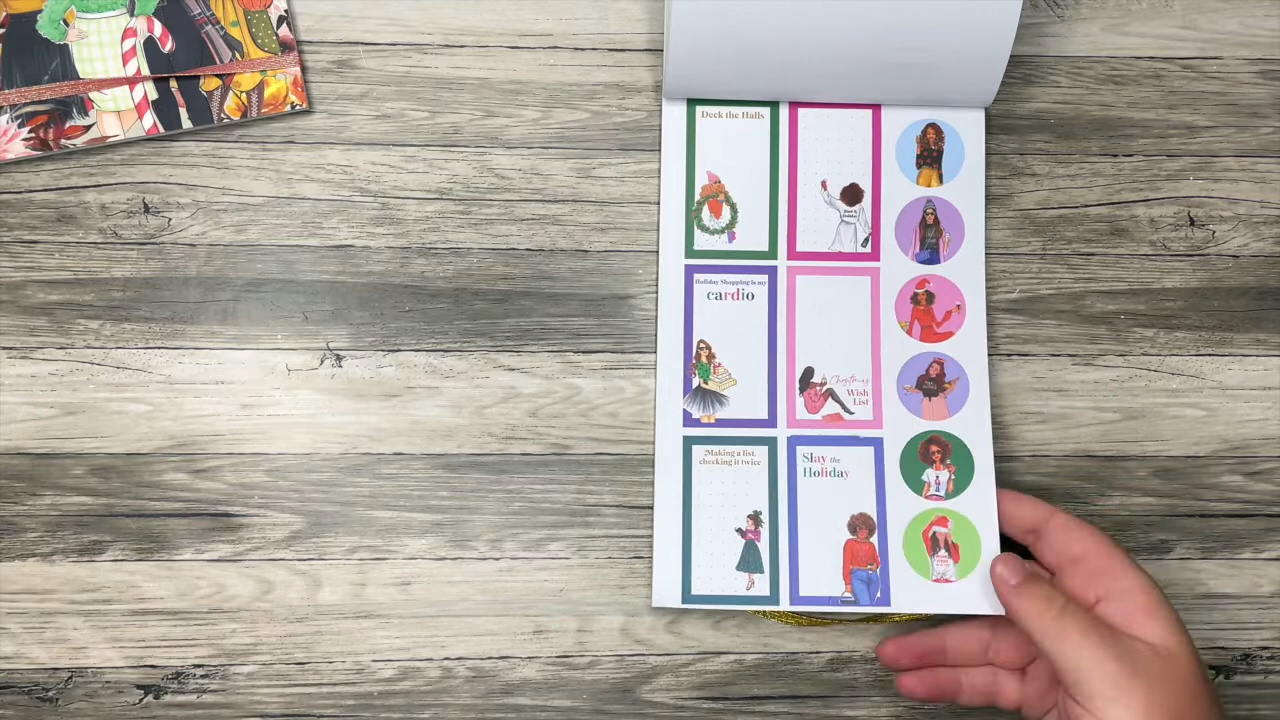 Deck the Halls
Holiday Shopping is my
cardio
Christmas
Wish
List
Making a list,
checking it twice
Slay the
Holiday